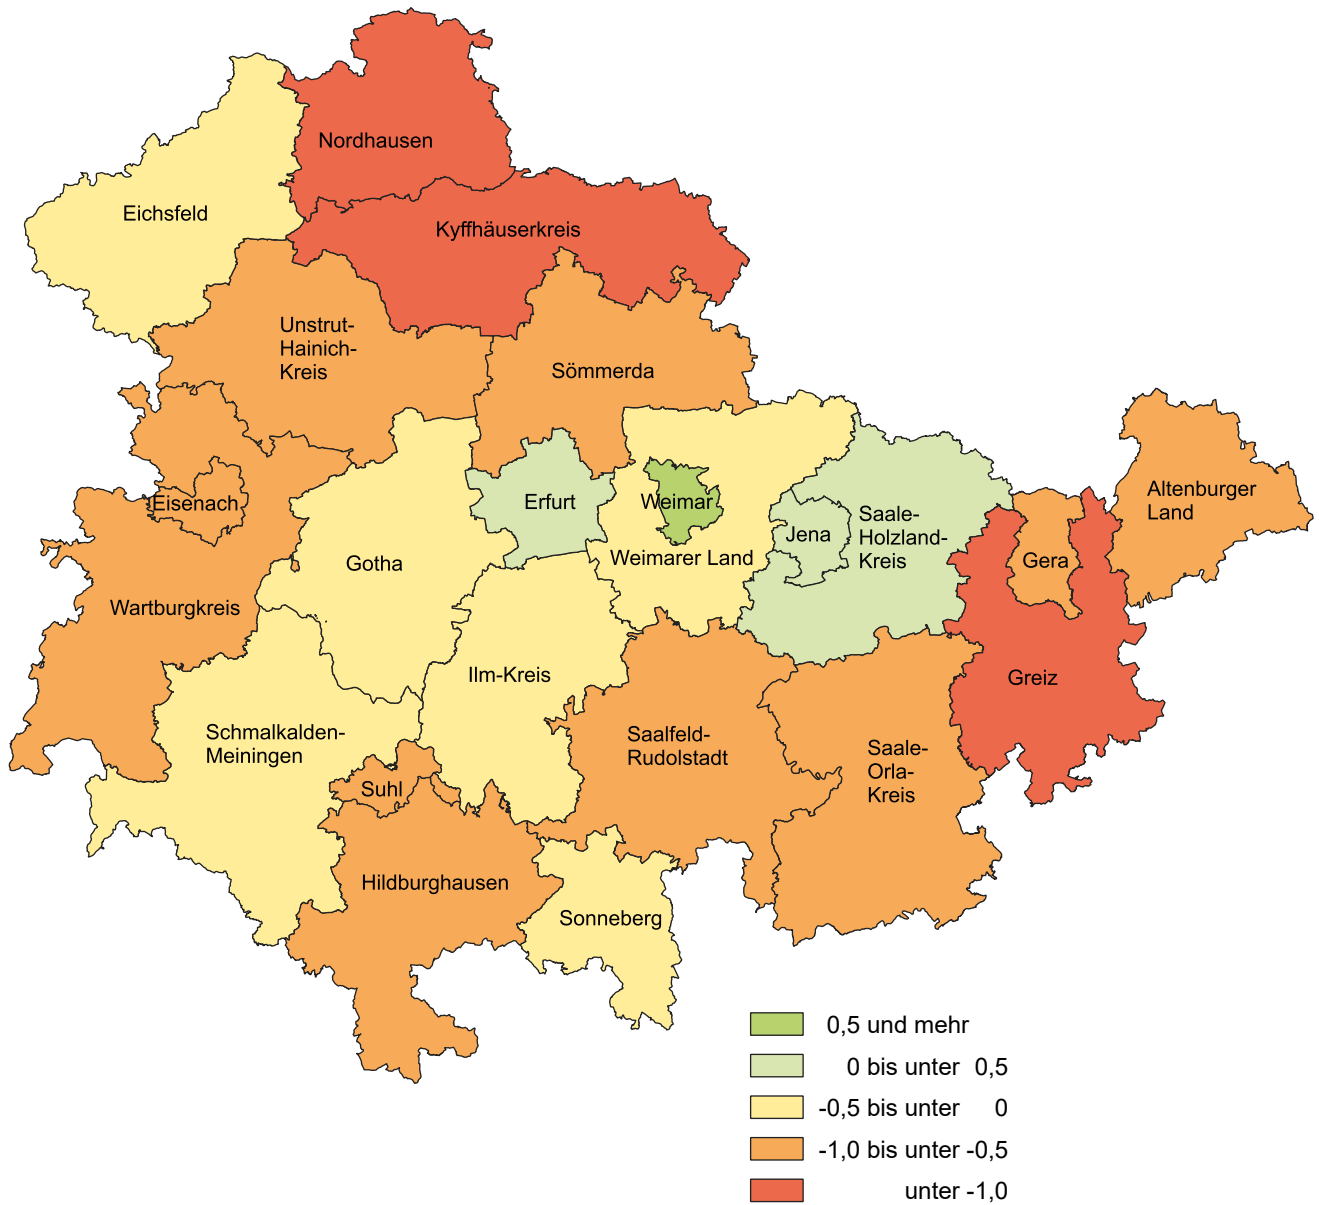 Nordhausen
Eichsfeld
Kyffhäuserkreis
Unstrut-
Hainich-
Kreis
Sömmerda
Eisenach
Erfurt
Weimar
Altenburger
Land
Saale-
Holzland-
Kreis
Jena
Gotha
Weimarer Land
Gera
Wartburgkreis
Ilm-Kreis
Greiz
Schmalkalden-
Meiningen
Saalfeld-
Rudolstadt
Saale-
Orla-
Kreis
Suhl
Hildburghausen
Sonneberg
0,5 und mehr
0 bis unter 0,5
-0,5 bis unter 0
-1,0 bis unter -0,5
unter -1,0